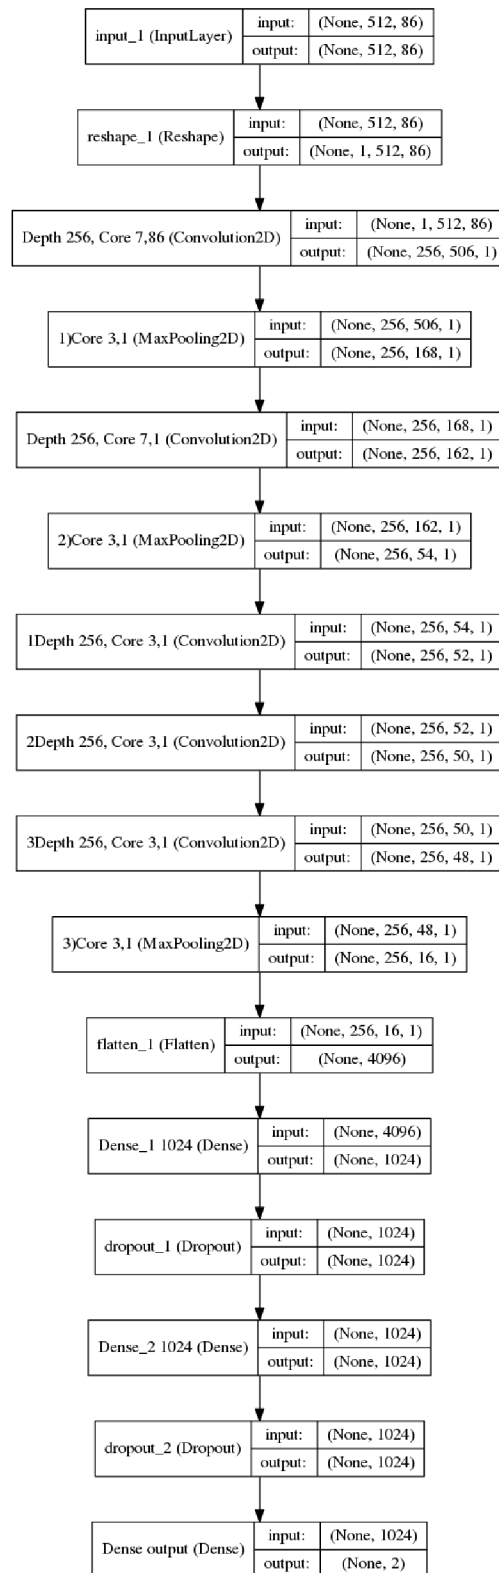 input_1 (InputLayer)
input: (None, 512, 86)
output: (None, 512, 86)
reshape_1 (Reshape)
input: (None, 512, 86)
output: (None, 1, 512, 86)
Depth 256, Core 7,86 (Convolution2D)
input: (None, 1, 512, 86)
output: (None, 256, 506, 1)
1)Core 3,1 (MaxPooling2D)
input: (None, 256, 506, 1)
output: (None, 256, 168, 1)
Depth 256, Core 7,1 (Convolution2D)
input: (None, 256, 168, 1)
output: (None, 256, 162, 1)
2)Core 3,1 (MaxPooling2D)
input: (None, 256, 162, 1)
output: (None, 256, 54, 1)
1Depth 256, Core 3,1 (Convolution2D)
input: (None, 256, 54, 1)
output: (None, 256, 52, 1)
2Depth 256, Core 3,1 (Convolution2D)
input: (None, 256, 52, 1)
output: (None, 256, 50, 1)
3Depth 256, Core 3,1 (Convolution2D)
input: (None, 256, 50, 1)
output: (None, 256, 48, 1)
3)Core 3,1 (MaxPooling2D)
input: (None, 256, 48, 1)
output: (None, 256, 16, 1)
flatten_1 (Flatten)
input: (None, 256, 16, 1)
output: (None, 4096)
Dense_1 1024 (Dense)
input: (None, 4096)
output: (None, 1024)
dropout_1 (Dropout)
input: (None, 1024)
output: (None, 1024)
Dense_2 1024 (Dense)
input: (None, 1024)
output: (None, 1024)
dropout_2 (Dropout)
input: (None, 1024)
output: (None, 1024)
Dense output (Dense)
input: (None, 1024)
output: (None, 2)